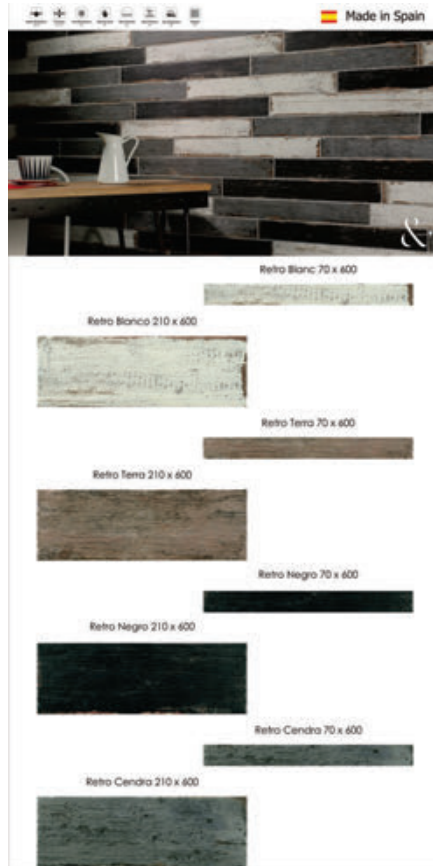 Made in Spain
&
Retro Blanc 70 x 600
Retro Blanco 210 x 600
Retro Terra 70 x 600
Retro Terra 210 x 600
Retro Negro 70 x 600
Retro Negro 210 x 600
Retro Cendra 70 x 600
Retro Cendra 210 x 600